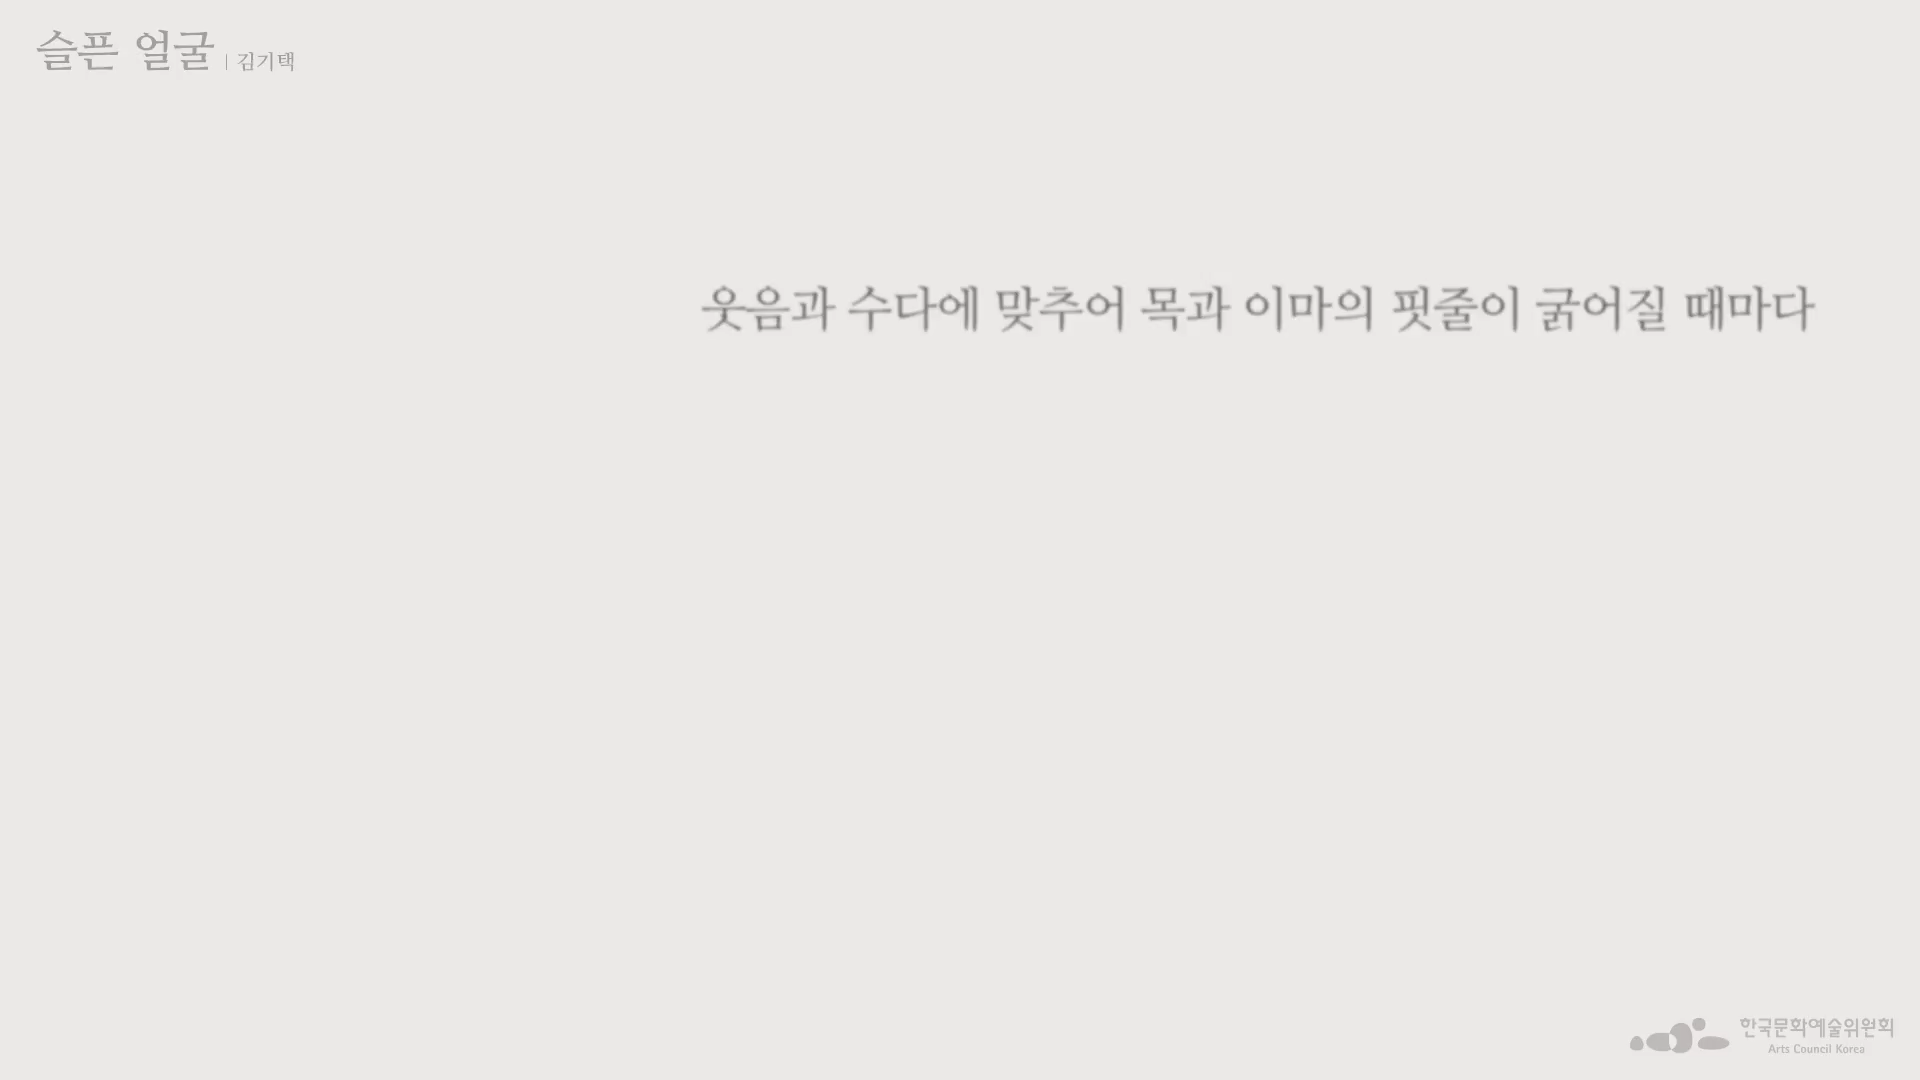 슬픈 얼굴 | 김기택
웃음과 수다에 맞추어 목과 이마의 핏줄이 굵어질 때마다
한국문화예술위원회
Arts Council Korea